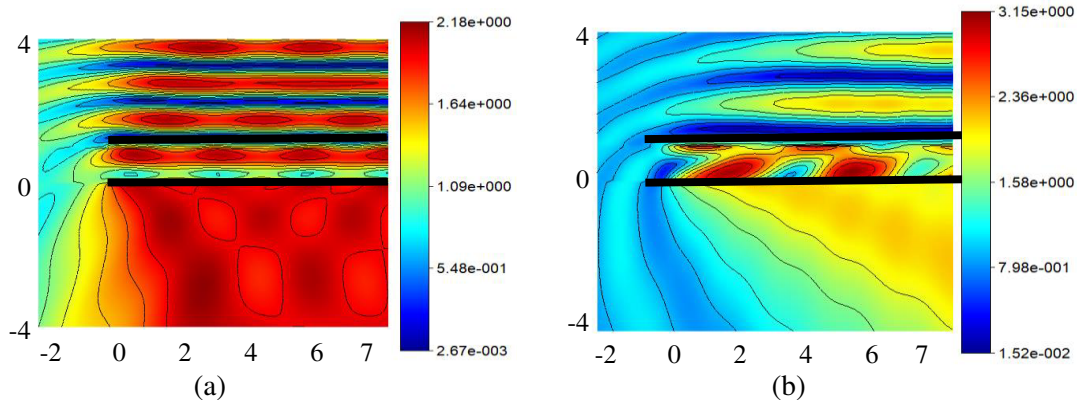 2.18e+000
1.64e+000
1.09e+000
5.48e-001
2.67e-003
4
0
-4
-2 0 2 4 6 7
(a)
3.15e+000
2.36e+000
1.58e+000
7.98e-001
1.52e-002
4
0
-4
-2 0 2 4 6 7
(b)